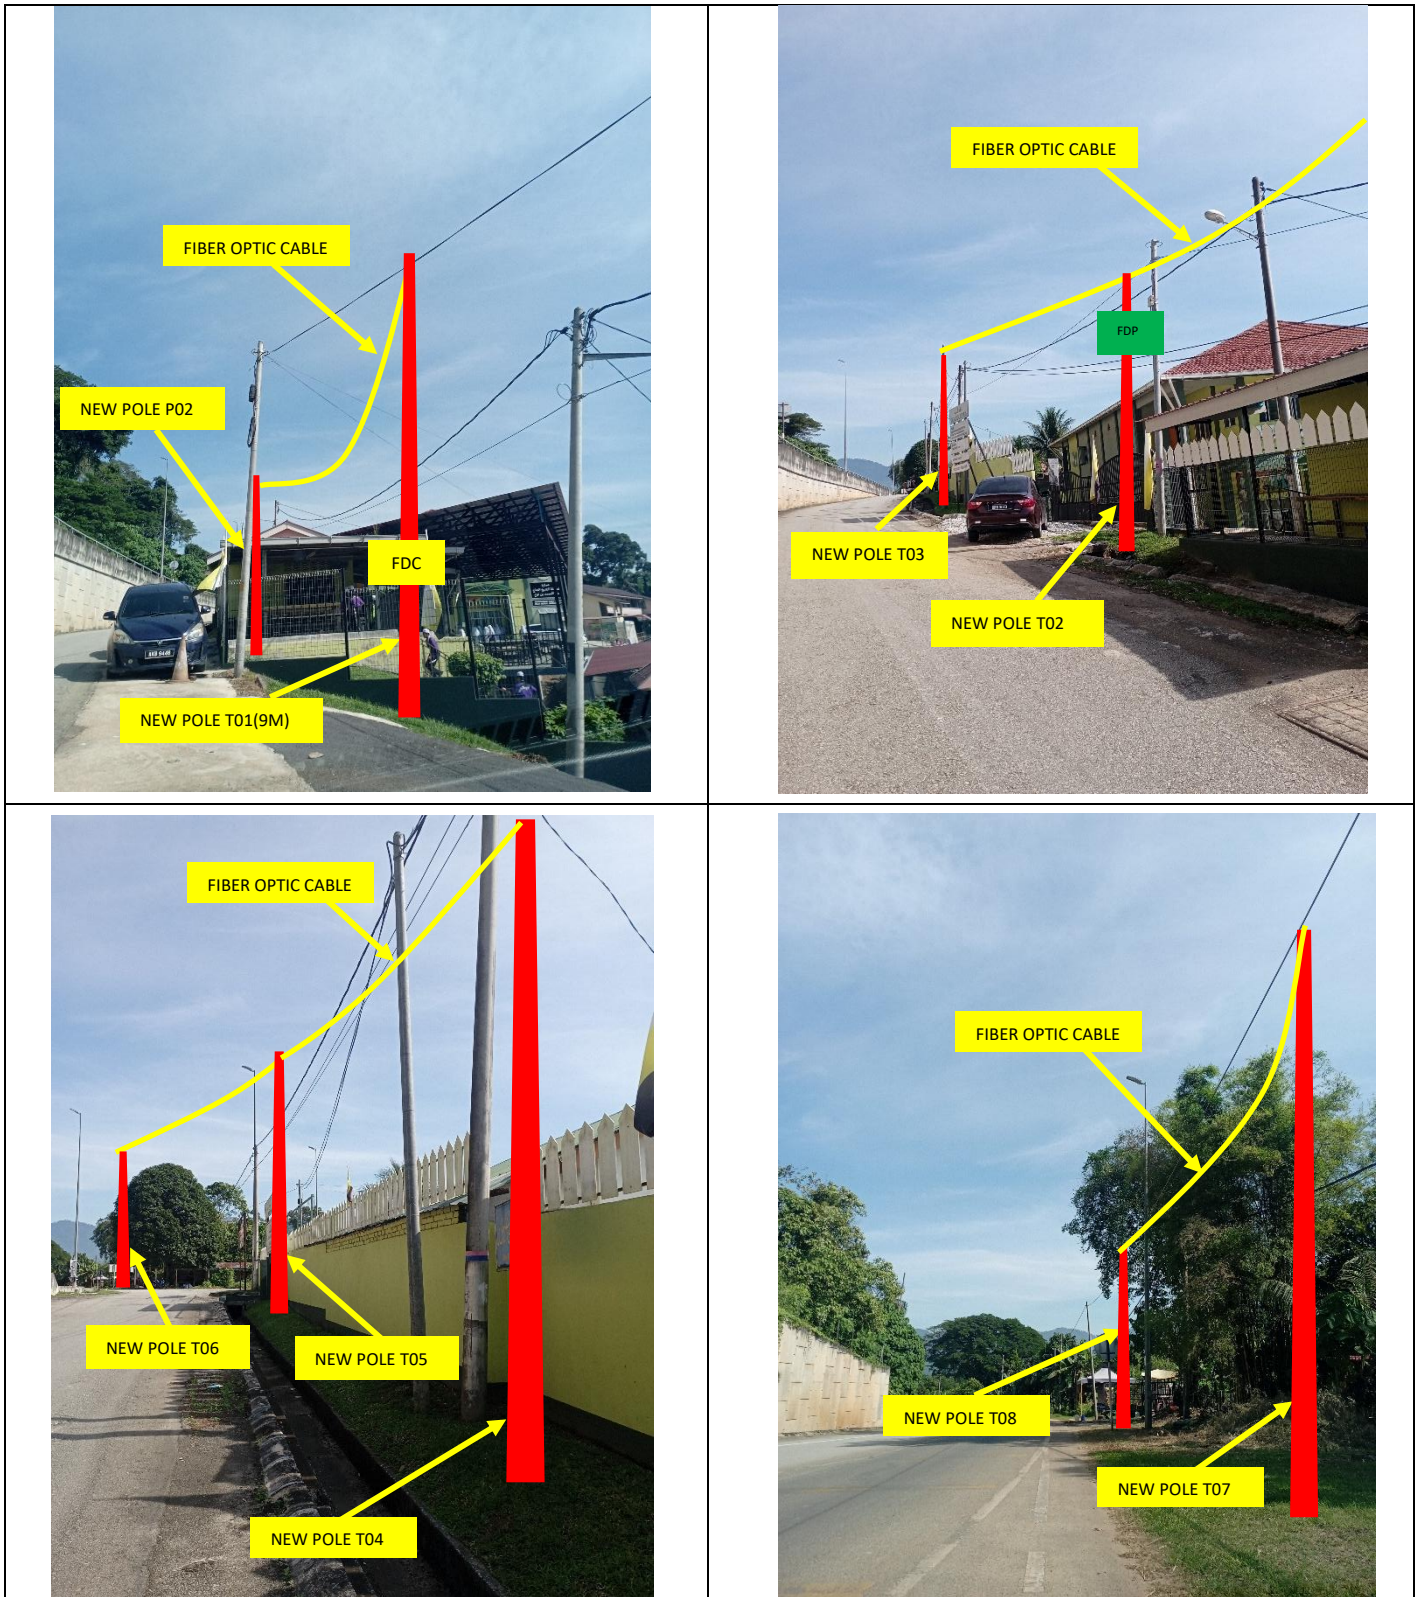 FIBER OPTIC CABLE
NEW POLE P02
FDC
NEW POLE T01(9M)
FIBER OPTIC CABLE
FDP
NEW POLE T03
NEW POLE T02
FIBER OPTIC CABLE
NEW POLE T06
NEW POLE T05
NEW POLE T04
FIBER OPTIC CABLE
NEW POLE T08
NEW POLE T07